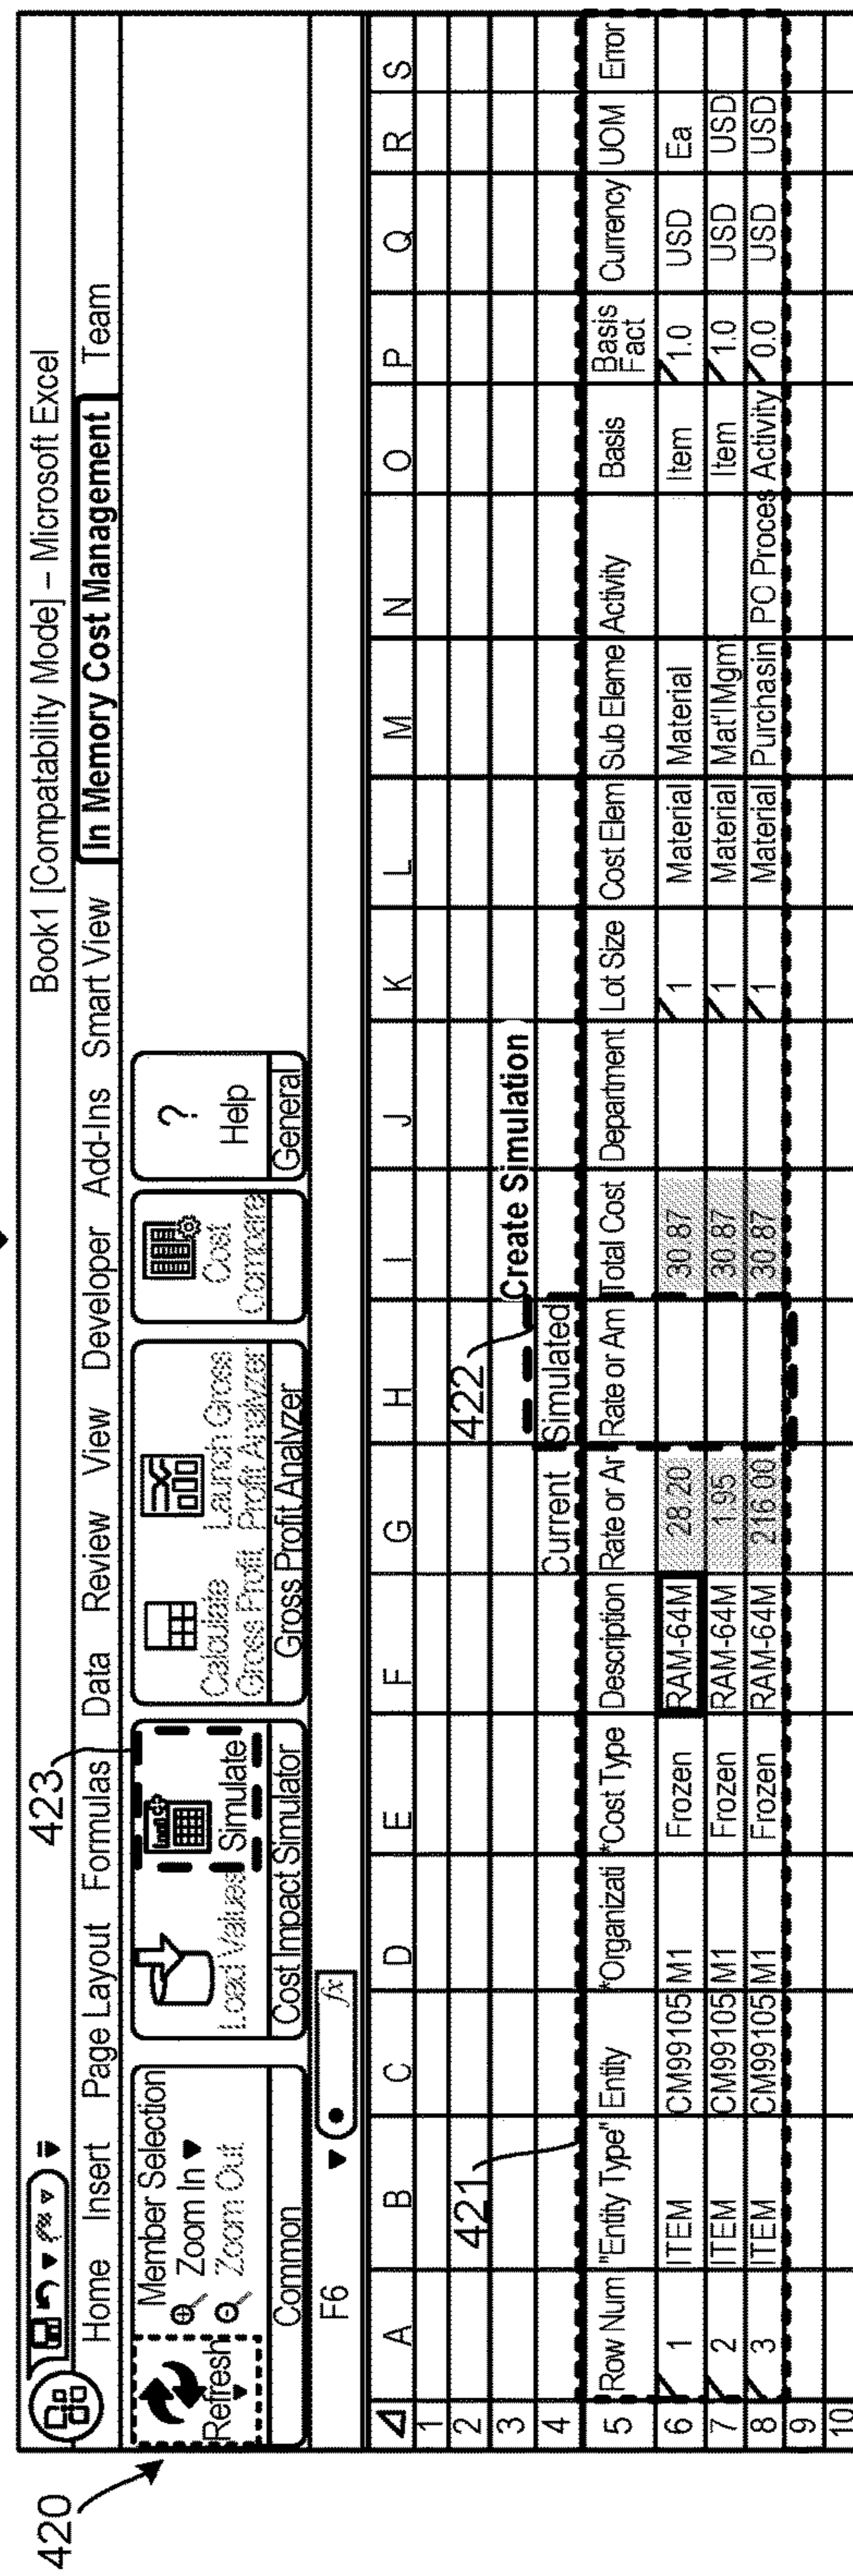 Book1 [Compatability Mode] – Microsoft Excel
Home Insert Page Layout Formulas Data Review View Developer Add-Ins Smart View In Memory Cost Management Team
420
423
Refresh
Member Selection
Zoom In
Zoom Out
Common
Load Values
Simulate
Cost Impact Simulator
Calculate Gross Profit
Launch Gross Profit Analyzer
Gross Profit Analyzer
Cost Compare
? Help
General
F6 fx
A B C D E F G H I J K L M N O P Q R S
1
2 421 422
3 Create Simulation
4 Current Simulated
5 Row Num "Entity Type" Entity *Organizati *Cost Type Description Rate or Ar Rate or Am Total Cost Department Lot Size Cost Elem Sub Eleme Activity Basis Basis Fact Currency UOM Error
6 1 ITEM CM99105 M1 Frozen RAM-64M 28.20 30.87 1 Material Material Item 1.0 USD Ea
7 2 ITEM CM99105 M1 Frozen RAM-64M 1.95 30.87 1 Material Mat'l Mgmt Item 1.0 USD USD
8 3 ITEM CM99105 M1 Frozen RAM-64M 216.00 30.87 1 Material Purchasin PO Proces Activity 0.0 USD USD
9
10